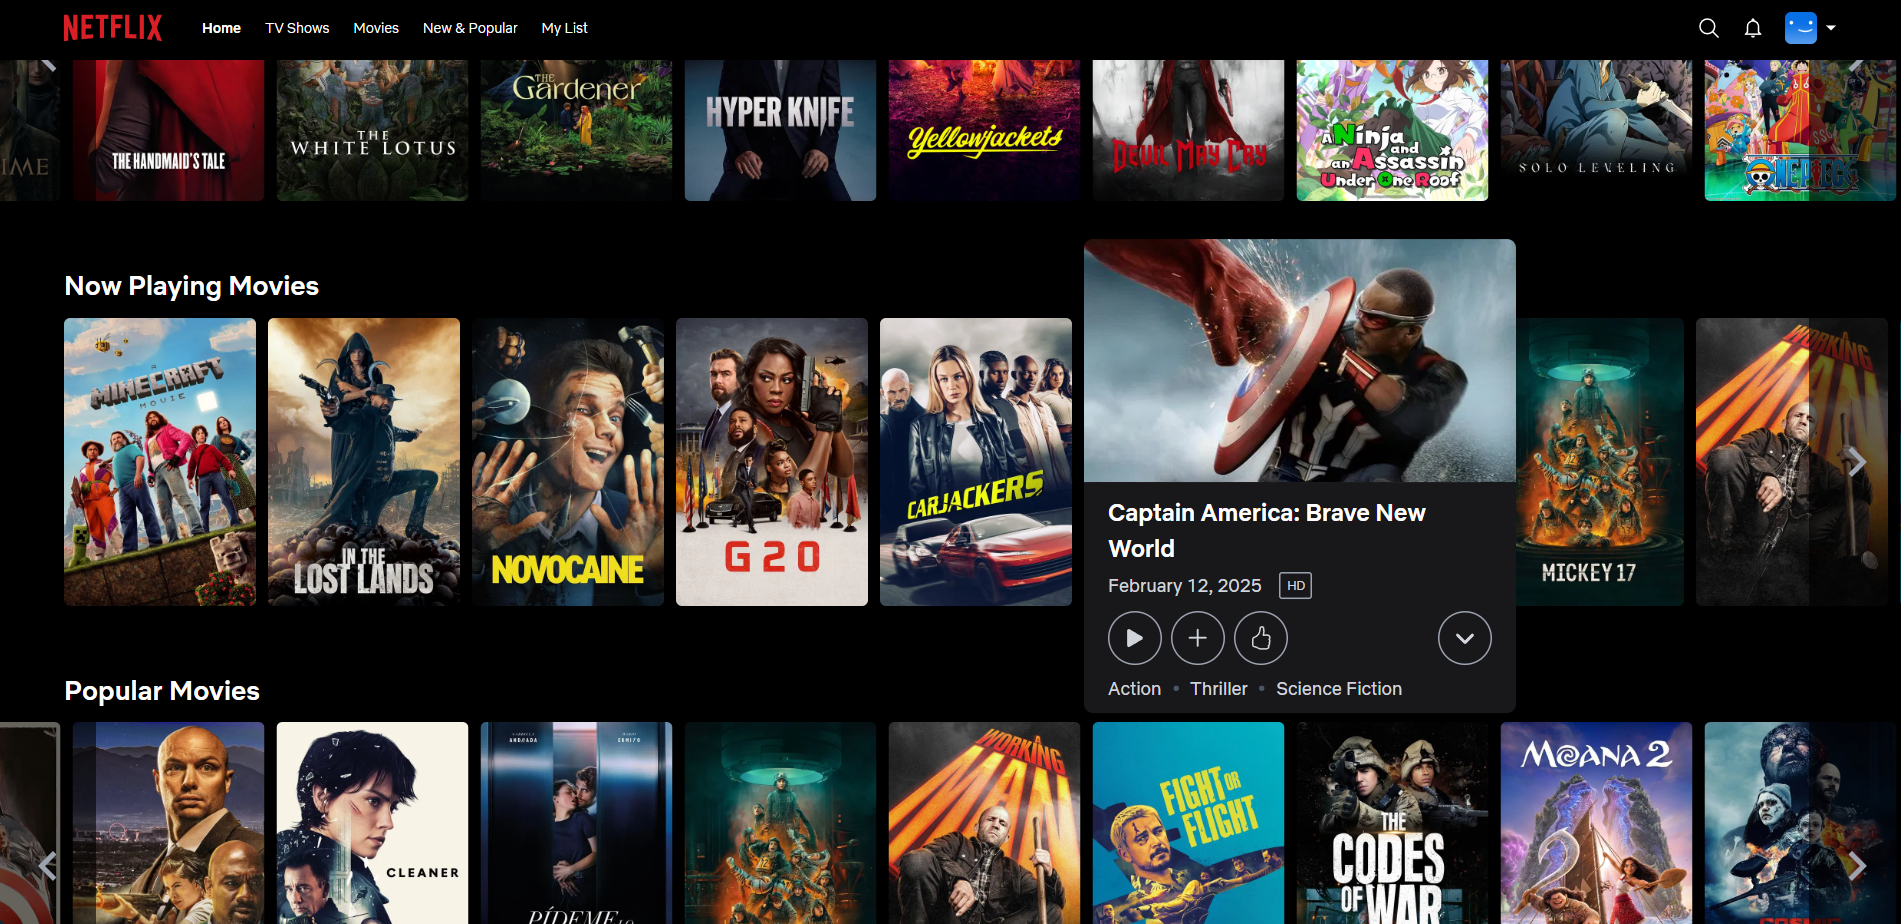 NETFLIX
Home
TV Shows
Movies
New & Popular
My List
IME
THE HANDMAID'S TALE
THE
WHITE LOTUS
THE
Gardener
HYPER KNIFE
Yellowjackets
Devil May Cry
A Ninja
and
an Assassin
Under One Roof
SOLO LEVELING
ONE PIECE
Now Playing Movies
A
MINECRAFT
MOVIE
IN THE
LOST LANDS
NOVOCAINE
G20
CARJACKERS
Captain America: Brave New
World
February 12, 2025
HD
Action • Thriller • Science Fiction
MICKEY 17
WORKING
MAN
Popular Movies
CLEANER
PÍDEMELO
A
WORKING
MAN
FIGHT OR
FLIGHT
THE
CODES
OF WAR
MOANA 2